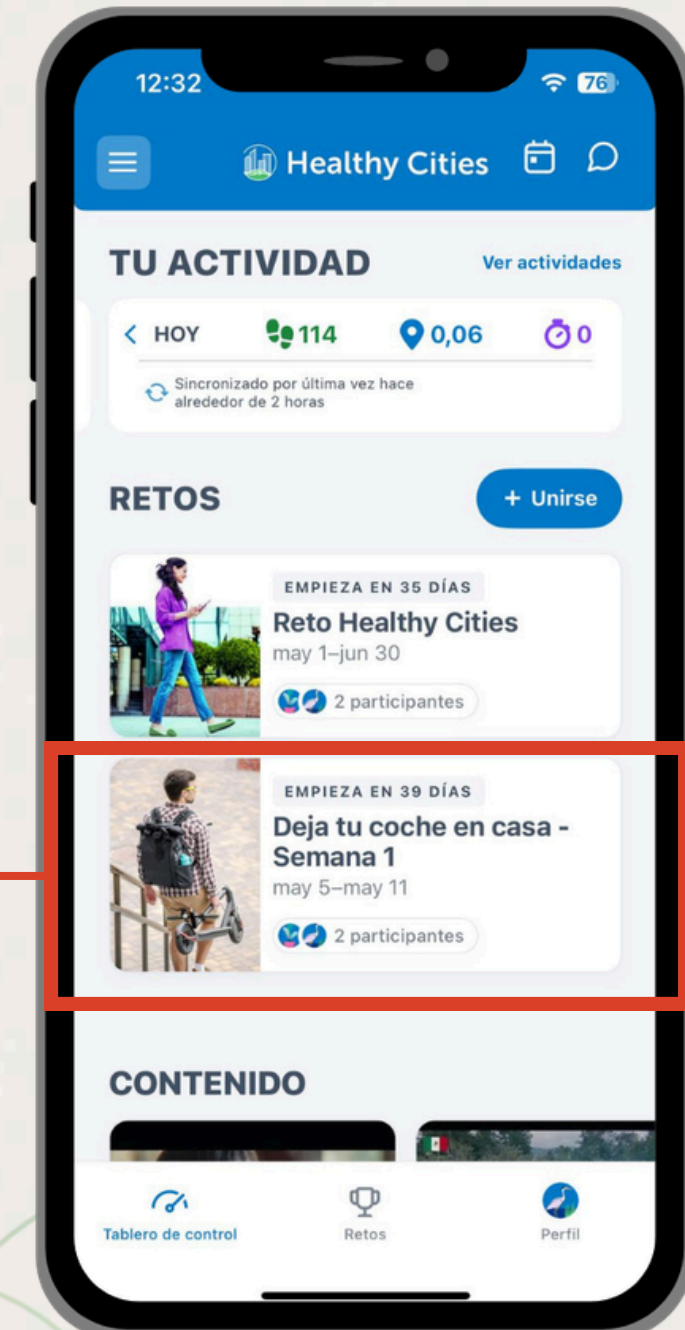 12:32
76
Healthy Cities
TU ACTIVIDAD
Ver actividades
HOY
114
0,06
0
Sincronizado por última vez hace
alrededor de 2 horas
RETOS
+ Unirse
EMPIEZA EN 35 DÍAS
Reto Healthy Cities
may 1–jun 30
2 participantes
EMPIEZA EN 39 DÍAS
Deja tu coche en casa -
Semana 1
may 5–may 11
2 participantes
CONTENIDO
Tablero de control
Retos
Perfil